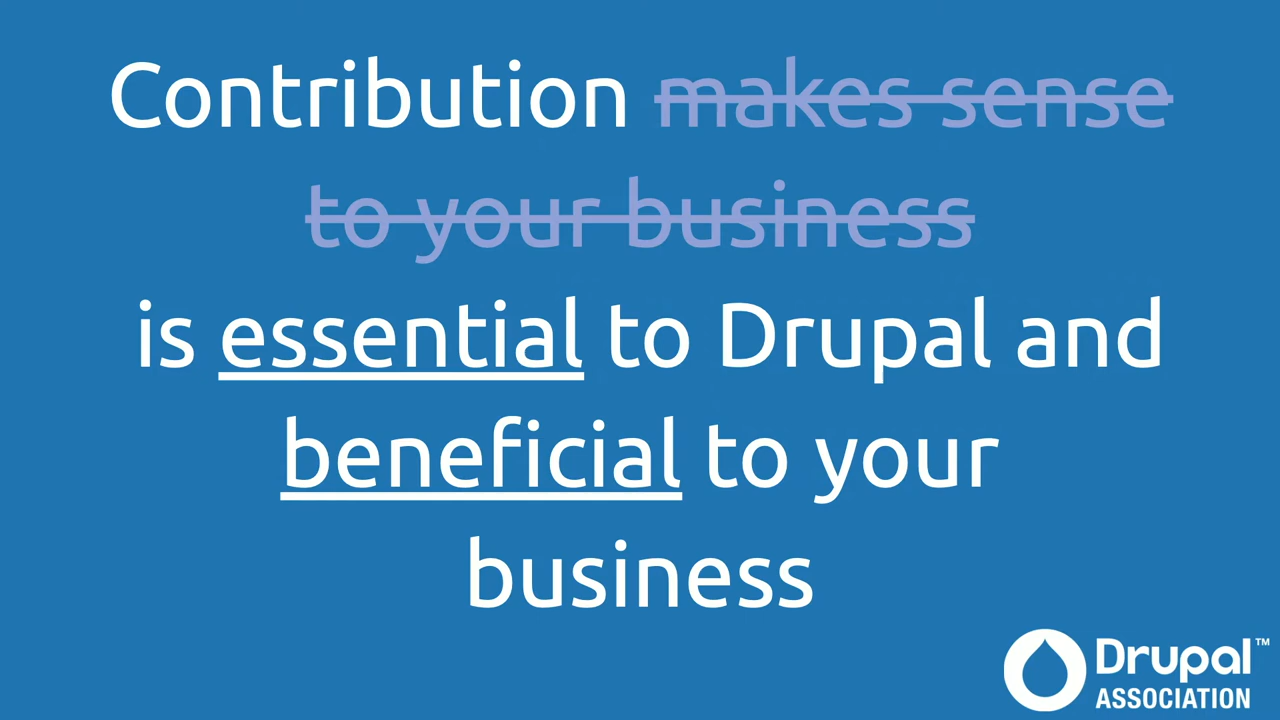 Contribution makes sense
to your business
is essential to Drupal and
beneficial to your
business
Drupal™
ASSOCIATION